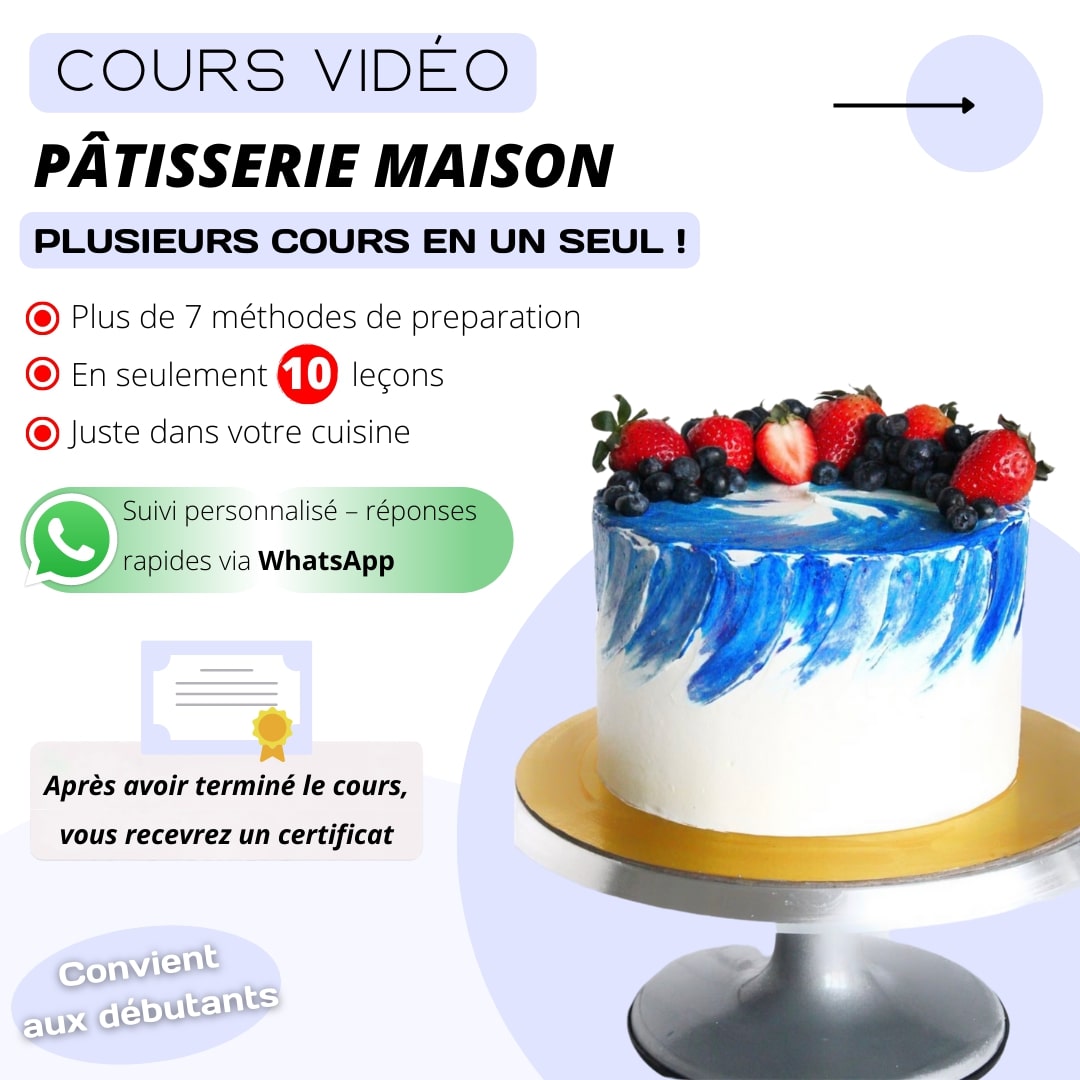 COURS VIDÉO
PÂTISSERIE MAISON
PLUSIEURS COURS EN UN SEUL !
Plus de 7 méthodes de preparation
En seulement 10 leçons
Juste dans votre cuisine
Suivi personnalisé – réponses
rapides via WhatsApp
Après avoir terminé le cours,
vous recevrez un certificat
Convient
aux débutants